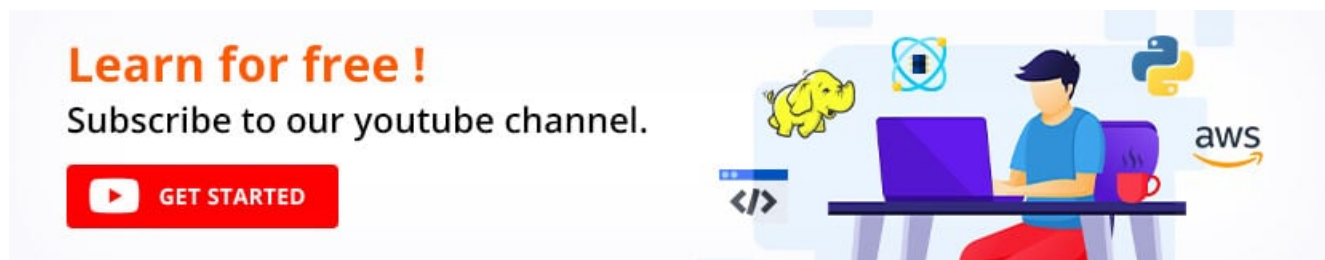 Learn for free !
Subscribe to our youtube channel.
GET STARTED
aws
</>